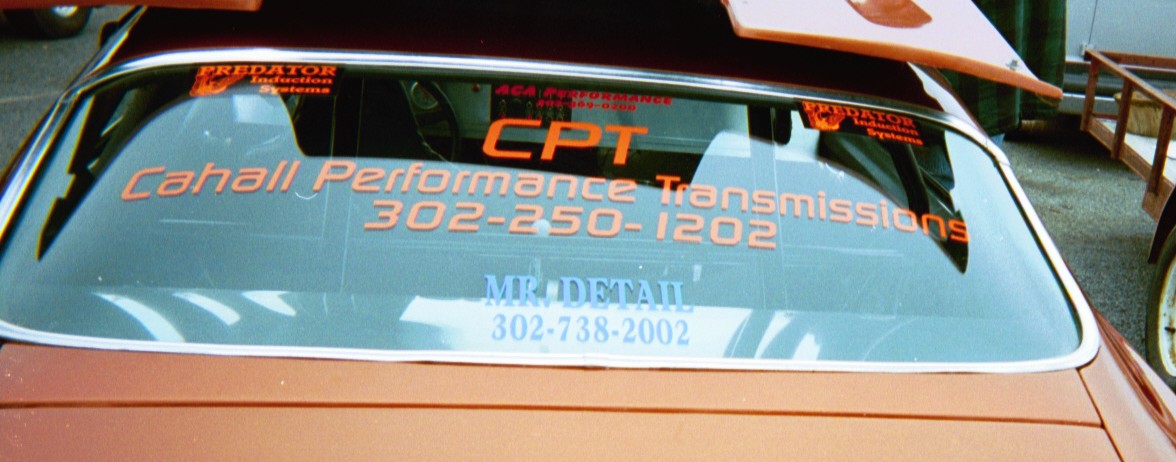 PREDATOR
Induction
Systems
ACA PERFORMANCE
CPT
Cahall Performance Transmissions
302-250-1202
PREDATOR
Induction
Systems
MR. DETAIL
302-738-2002